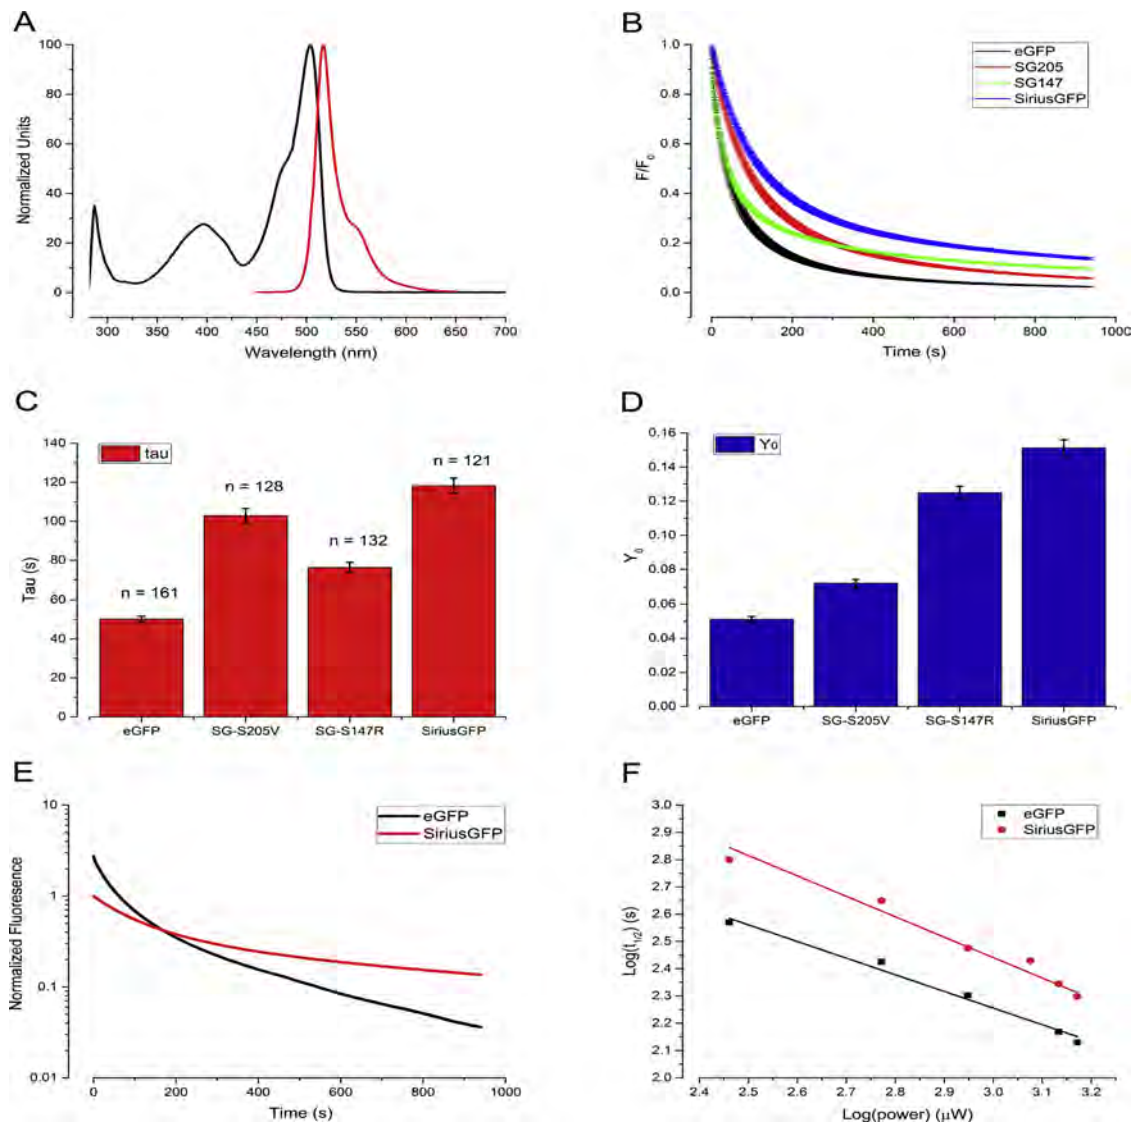 A
100
80
60
40
20
0
Normalized Units
300
350
400
450
500
550
600
650
700
Wavelength (nm)
B
eGFP
SG205
SG147
SiriusGFP
1.0
0.8
0.6
0.4
0.2
0.0
F/F0
0
200
400
600
800
1000
Time (s)
C
tau
140
120
100
80
60
40
20
0
Tau (s)
n = 161
n = 128
n = 132
n = 121
eGFP
SG-S205V
SG-S147R
SiriusGFP
D
Y0
0.16
0.12
0.08
0.06
0.04
0.02
0.00
Y0
eGFP
SG-S205V
SG-S147R
SiriusGFP
E
eGFP
SiriusGFP
10
1
0.1
0.01
Normalized Fluoresence
0
200
400
600
800
1000
Time (s)
F
eGFP
SiriusGFP
3.0
2.9
2.8
2.7
2.6
2.5
2.4
2.3
2.2
2.1
2.0
Log(t1/2) (s)
2.4
2.5
2.6
2.7
2.8
2.9
3.0
3.1
3.2
Log(power) (μW)